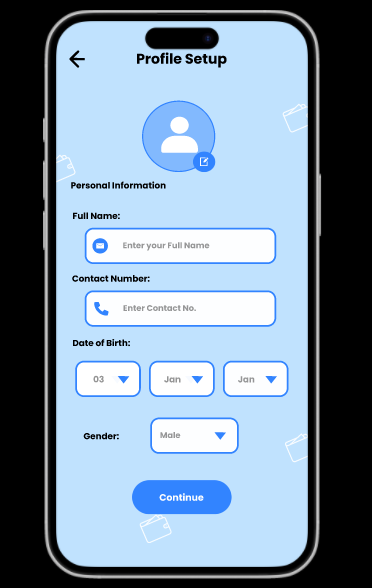 Profile Setup
Personal Information
Full Name:
Enter your Full Name
Contact Number:
Enter Contact No.
Date of Birth:
03 Jan Jan
Gender: Male
Continue